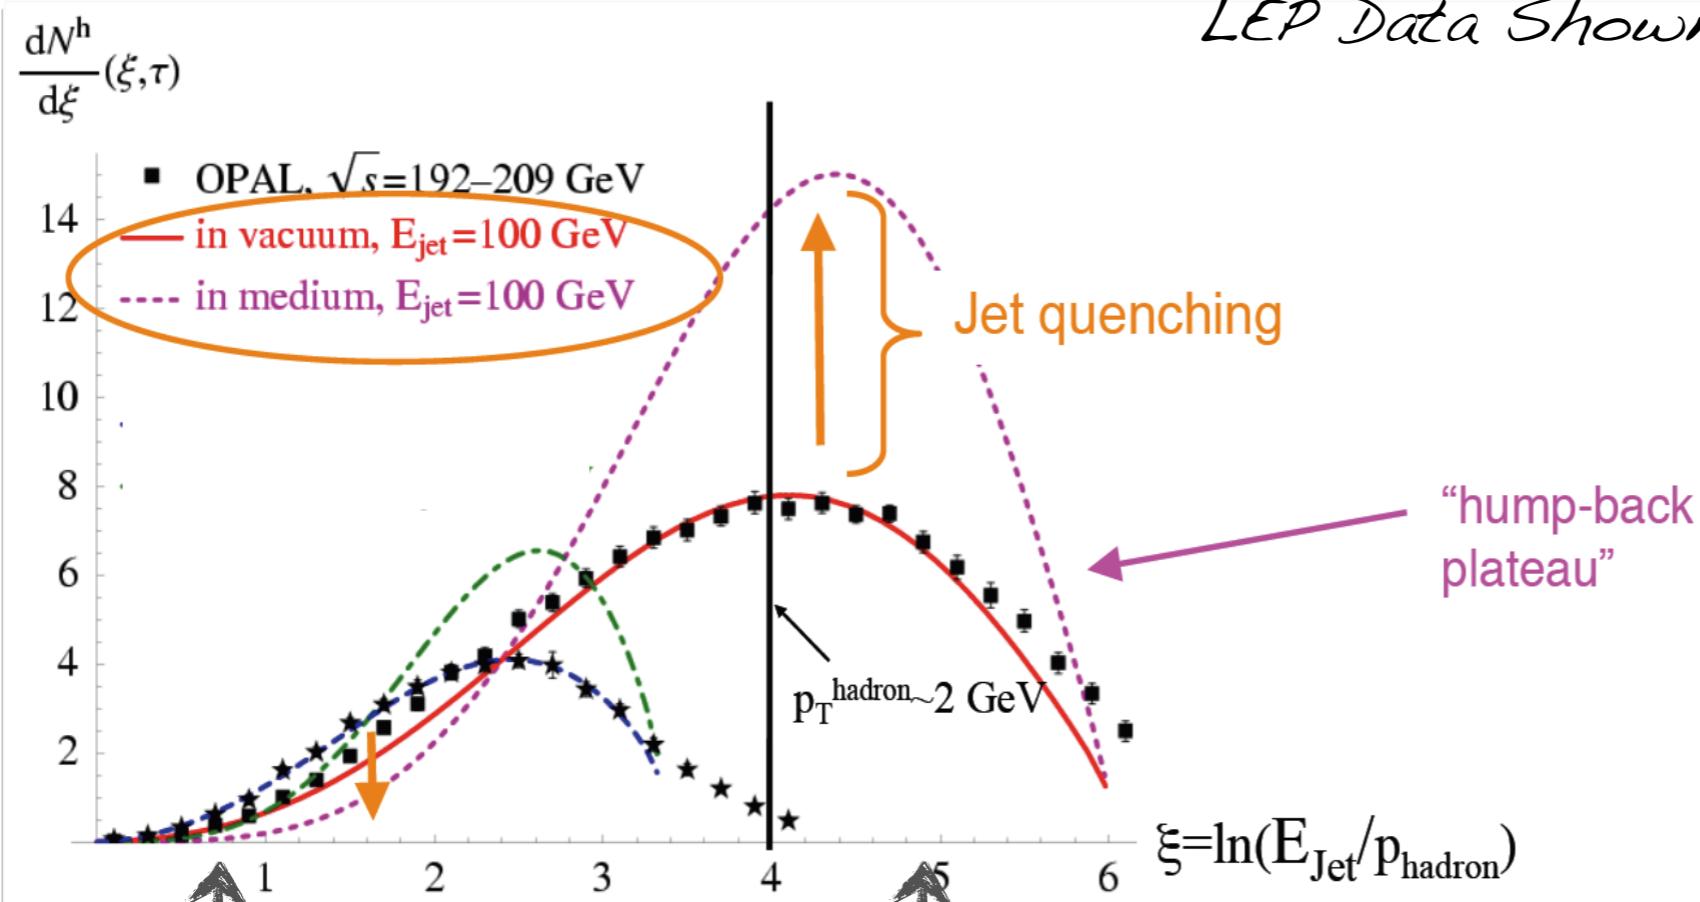 LEP Data Shown
dNʰ
dξ
(ξ,τ)
■ OPAL, √s=192–209 GeV
in vacuum, E_jet=100 GeV
in medium, E_jet=100 GeV
14
12
10
8
6
4
2
Jet quenching
“hump-back
plateau”
p_T^hadron~2 GeV
1 2 3 4 5 6
ξ=ln(E_Jet/p_hadron)